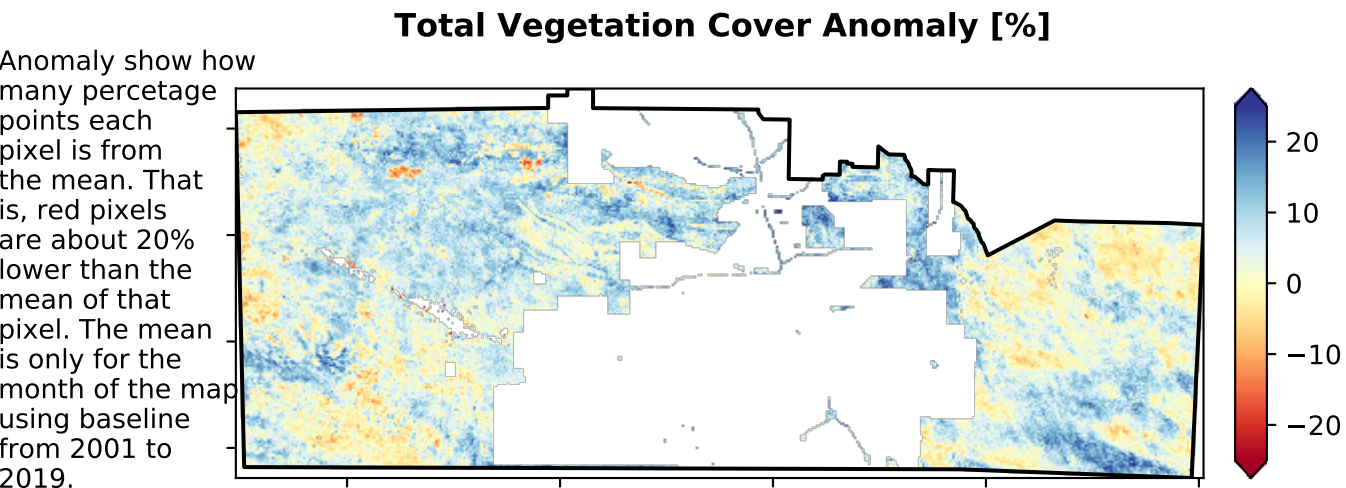 Total Vegetation Cover Anomaly [%]
Anomaly show how
many percetage
points each
pixel is from
the mean. That
is, red pixels
are about 20%
lower than the
mean of that
pixel. The mean
is only for the
month of the map
using baseline
from 2001 to
2019.
20
10
0
−10
−20